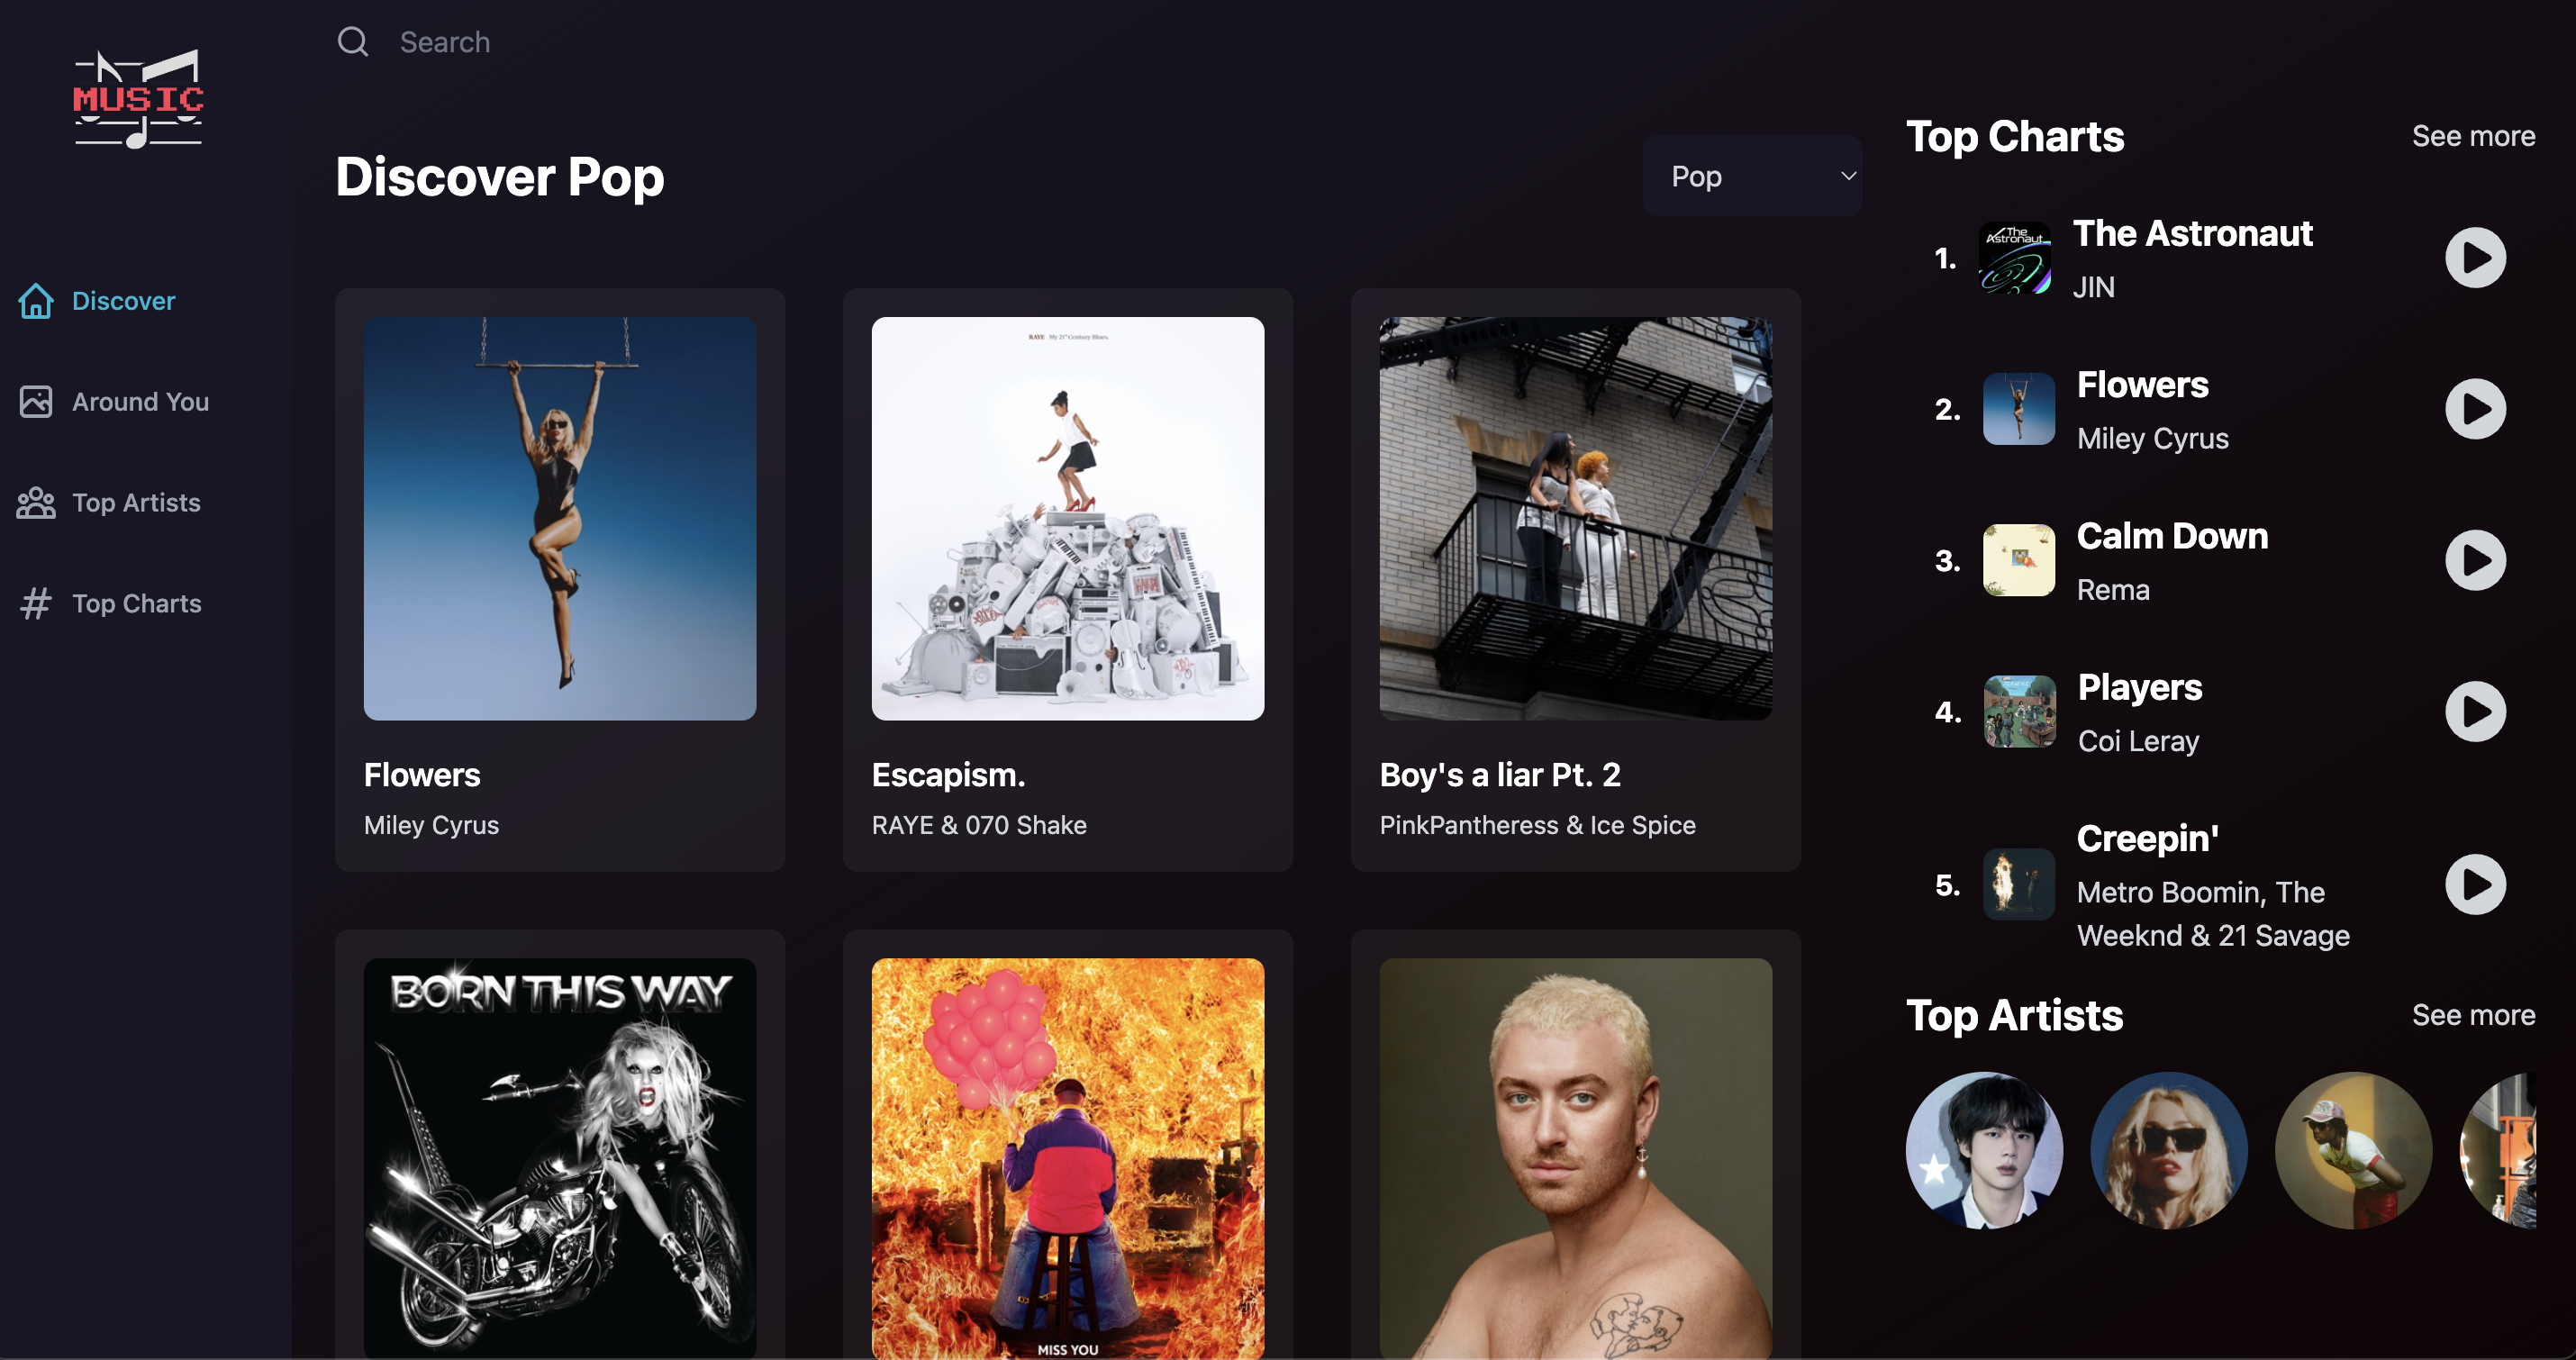 MUSIC
Discover
Around You
Top Artists
Top Charts
Search
Discover Pop
Pop
RAYE My 21st Century Blues.
Flowers
Miley Cyrus
Escapism.
RAYE & 070 Shake
Boy's a liar Pt. 2
PinkPantheress & Ice Spice
BORN THIS WAY
MISS YOU
Top Charts
See more
1.
The Astronaut
The Astronaut
JIN
2.
Flowers
Miley Cyrus
3.
Calm Down
Rema
4.
Players
Coi Leray
5.
Creepin'
Metro Boomin, The
Weeknd & 21 Savage
Top Artists
See more